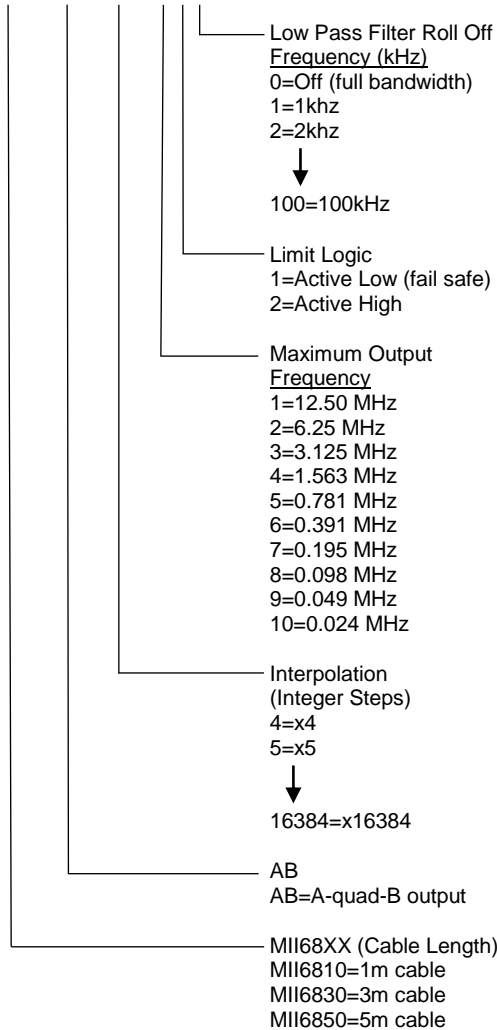 Low Pass Filter Roll Off
Frequency (kHz)
0=Off (full bandwidth)
1=1khz
2=2khz
100=100kHz
Limit Logic
1=Active Low (fail safe)
2=Active High
Maximum Output
Frequency
1=12.50 MHz
2=6.25 MHz
3=3.125 MHz
4=1.563 MHz
5=0.781 MHz
6=0.391 MHz
7=0.195 MHz
8=0.098 MHz
9=0.049 MHz
10=0.024 MHz
Interpolation
(Integer Steps)
4=x4
5=x5
16384=x16384
AB
AB=A-quad-B output
MII68XX (Cable Length)
MII6810=1m cable
MII6830=3m cable
MII6850=5m cable